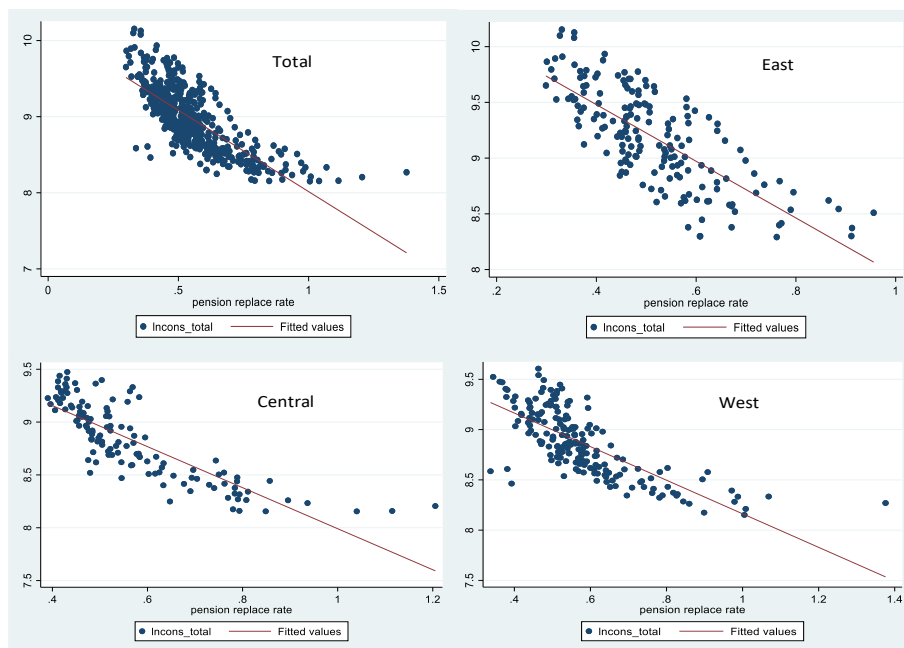 Total
10
9
8
7
0 .5 1 1.5
pension replace rate
lncons_total Fitted values
East
10
9.5
9
8.5
8
.2 .4 .6 .8 1
pension replace rate
lncons_total Fitted values
Central
9.5
9
8.5
8
7.5
.4 .6 .8 1 1.2
pension replace rate
lncons_total Fitted values
West
9.5
9
8.5
8
7.5
.4 .6 .8 1 1.2 1.4
pension replace rate
lncons_total Fitted values